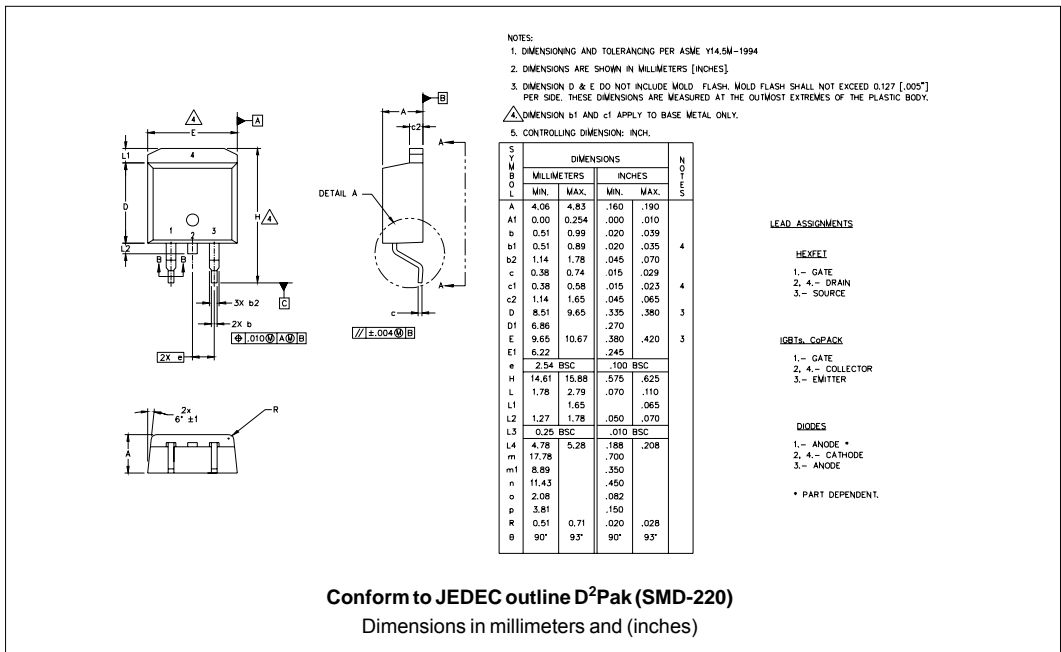 NOTES:
1. DIMENSIONING AND TOLERANCING PER ASME Y14.5M-1994
2. DIMENSIONS ARE SHOWN IN MILLIMETERS [INCHES].
3. DIMENSION D & E DO NOT INCLUDE MOLD FLASH. MOLD FLASH SHALL NOT EXCEED 0.127 [.005"]
PER SIDE. THESE DIMENSIONS ARE MEASURED AT THE OUTMOST EXTREMES OF THE PLASTIC BODY.
4. DIMENSION b1 AND c1 APPLY TO BASE METAL ONLY.
5. CONTROLLING DIMENSION: INCH.
4
E
A
L1
4
D
H
4
1
2
3
L2
B
B
C
3X b2
2X b
⌖ .010Ⓜ AⓂ B
2X e
A
B
c2
A
DETAIL A
A
c
// ±.004Ⓜ B
2x
6° ±1
R
A
SYMBOL DIMENSIONS NOTES
MILLIMETERS INCHES
MIN. MAX. MIN. MAX.
A 4.06 4.83 .160 .190
A1 0.00 0.254 .000 .010
b 0.51 0.99 .020 .039
b1 0.51 0.89 .020 .035 4
b2 1.14 1.78 .045 .070
c 0.38 0.74 .015 .029
c1 0.38 0.58 .015 .023 4
c2 1.14 1.65 .045 .065
D 8.51 9.65 .335 .380 3
D1 6.86 .270
E 9.65 10.67 .380 .420 3
E1 6.22 .245
e 2.54 BSC .100 BSC
H 14.61 15.88 .575 .625
L 1.78 2.79 .070 .110
L1 1.65 .065
L2 1.27 1.78 .050 .070
L3 0.25 BSC .010 BSC
L4 4.78 5.28 .188 .208
m 17.78 .700
m1 8.89 .350
n 11.43 .450
o 2.08 .082
p 3.81 .150
R 0.51 0.71 .020 .028
θ 90° 93° 90° 93°
LEAD ASSIGNMENTS
HEXFET
1.- GATE
2, 4.- DRAIN
3.- SOURCE
IGBTs, CoPACK
1.- GATE
2, 4.- COLLECTOR
3.- EMITTER
DIODES
1.- ANODE *
2, 4.- CATHODE
3.- ANODE
* PART DEPENDENT.
Conform to JEDEC outline D²Pak (SMD-220)
Dimensions in millimeters and (inches)